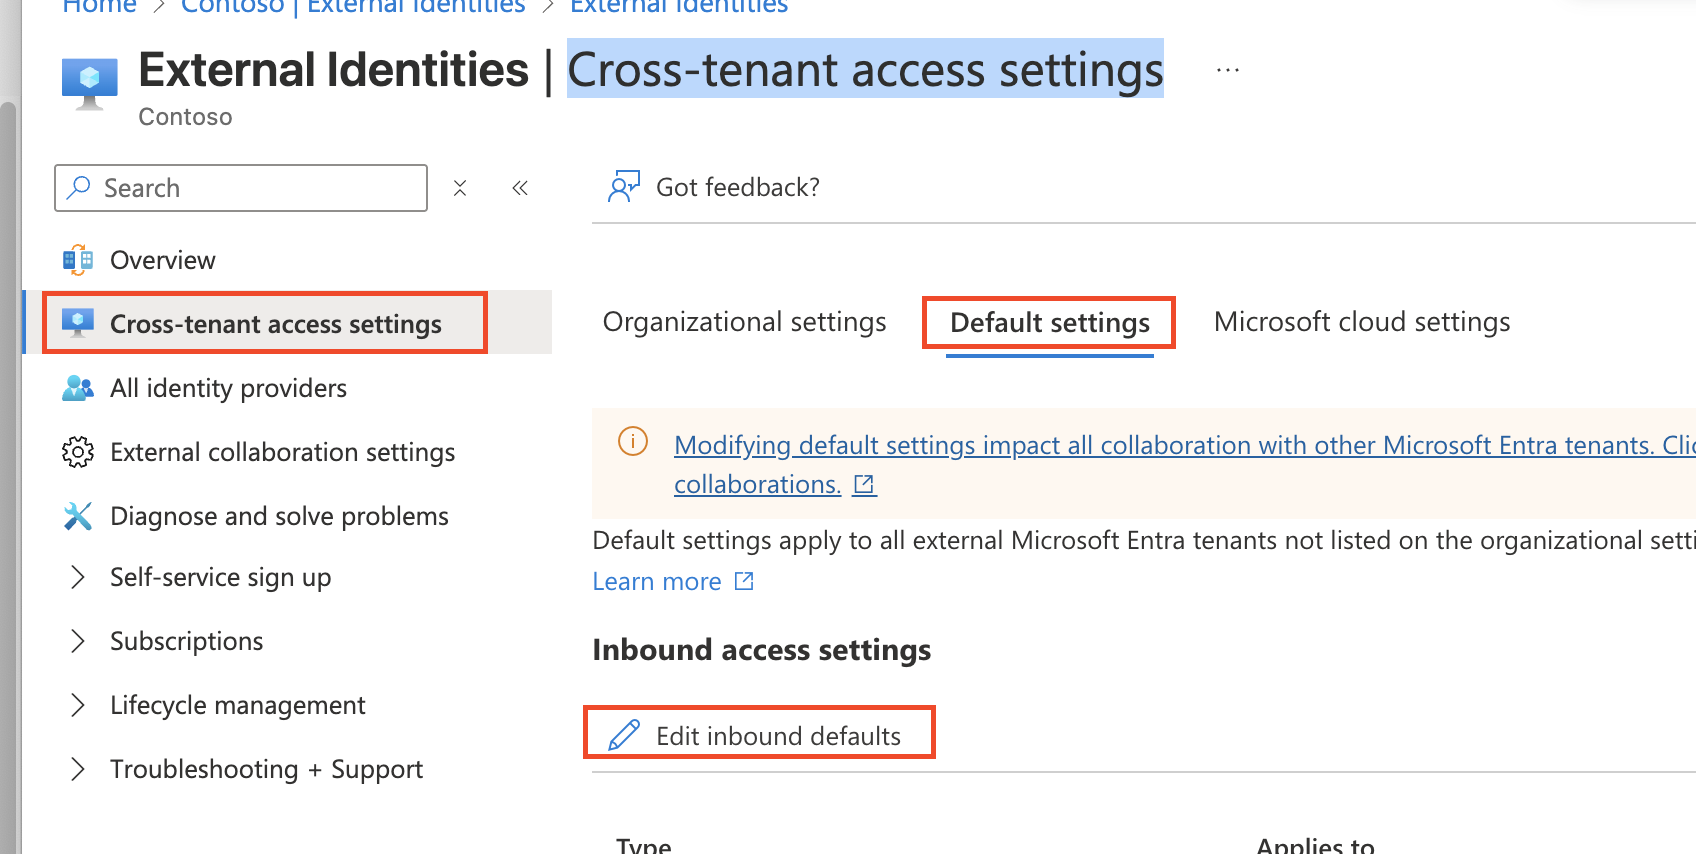 Home > Contoso | External Identities > External Identities
External Identities | Cross-tenant access settings ...
Contoso
Search
Got feedback?
Overview
Cross-tenant access settings
All identity providers
External collaboration settings
Diagnose and solve problems
Self-service sign up
Subscriptions
Lifecycle management
Troubleshooting + Support
Organizational settings
Default settings
Microsoft cloud settings
Modifying default settings impact all collaboration with other Microsoft Entra tenants.
collaborations.
Default settings apply to all external Microsoft Entra tenants not listed on the organizational
Learn more
Inbound access settings
Edit inbound defaults
Type
Applies to